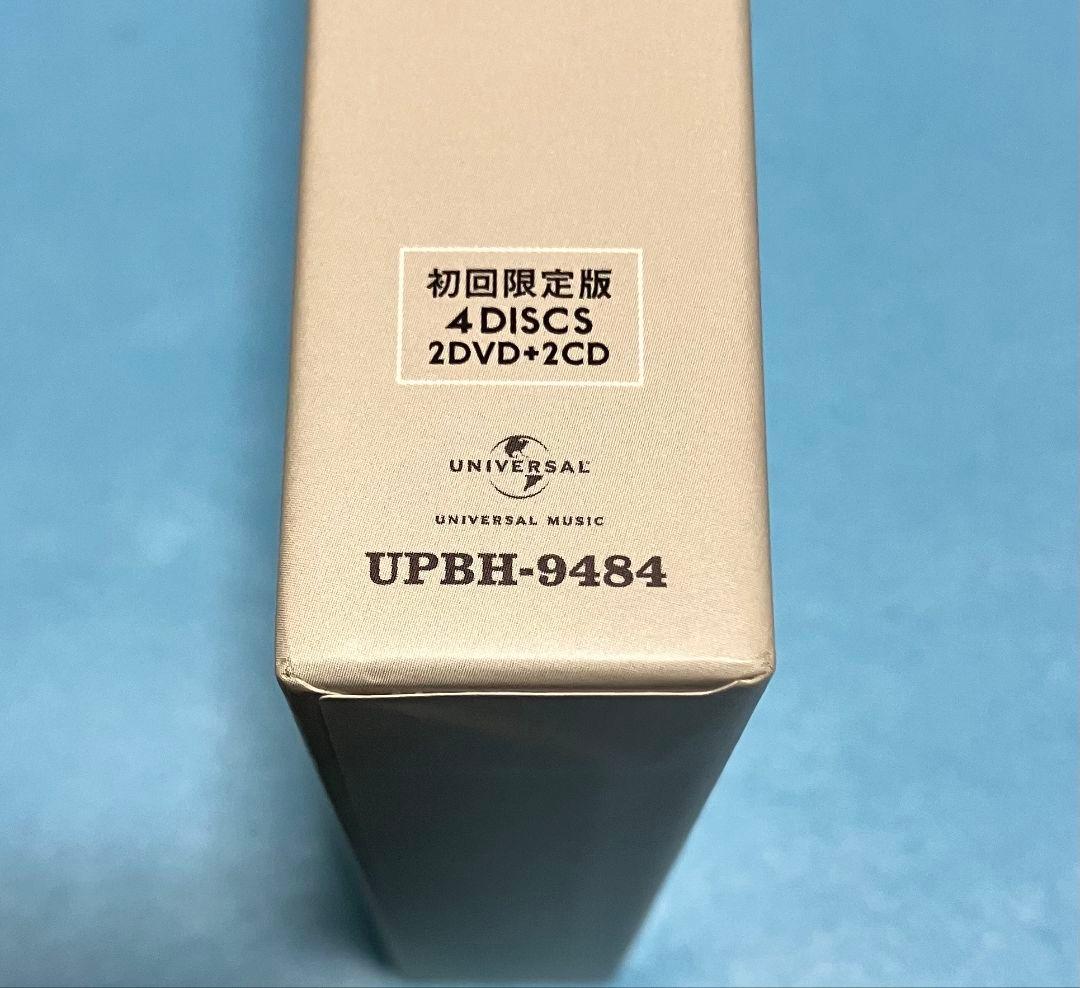 初回限定版
4DISCS
2DVD+2CD
UNIVERSAL
UNIVERSAL MUSIC
UPBH-9484